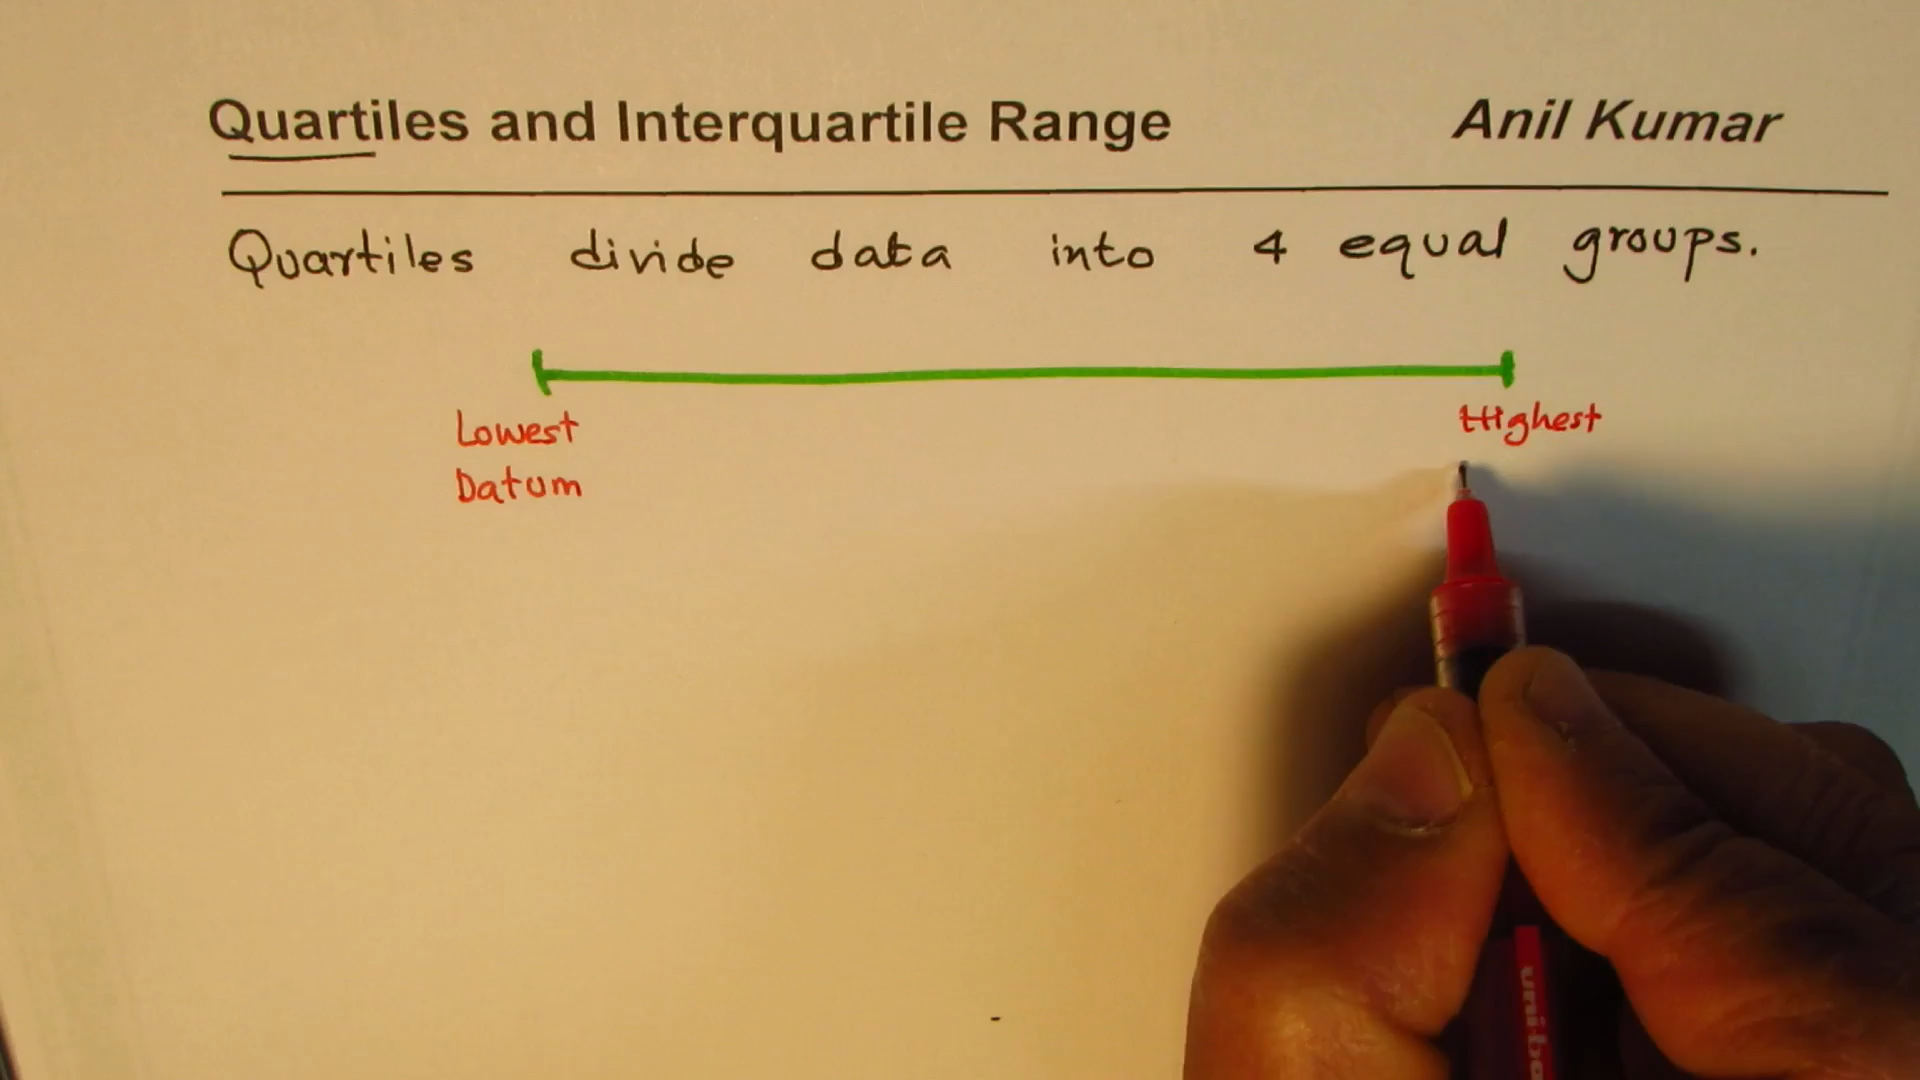 Quartiles and Interquartile Range Anil Kumar
Quartiles divide data into 4 equal groups.
Lowest Highest
Datum